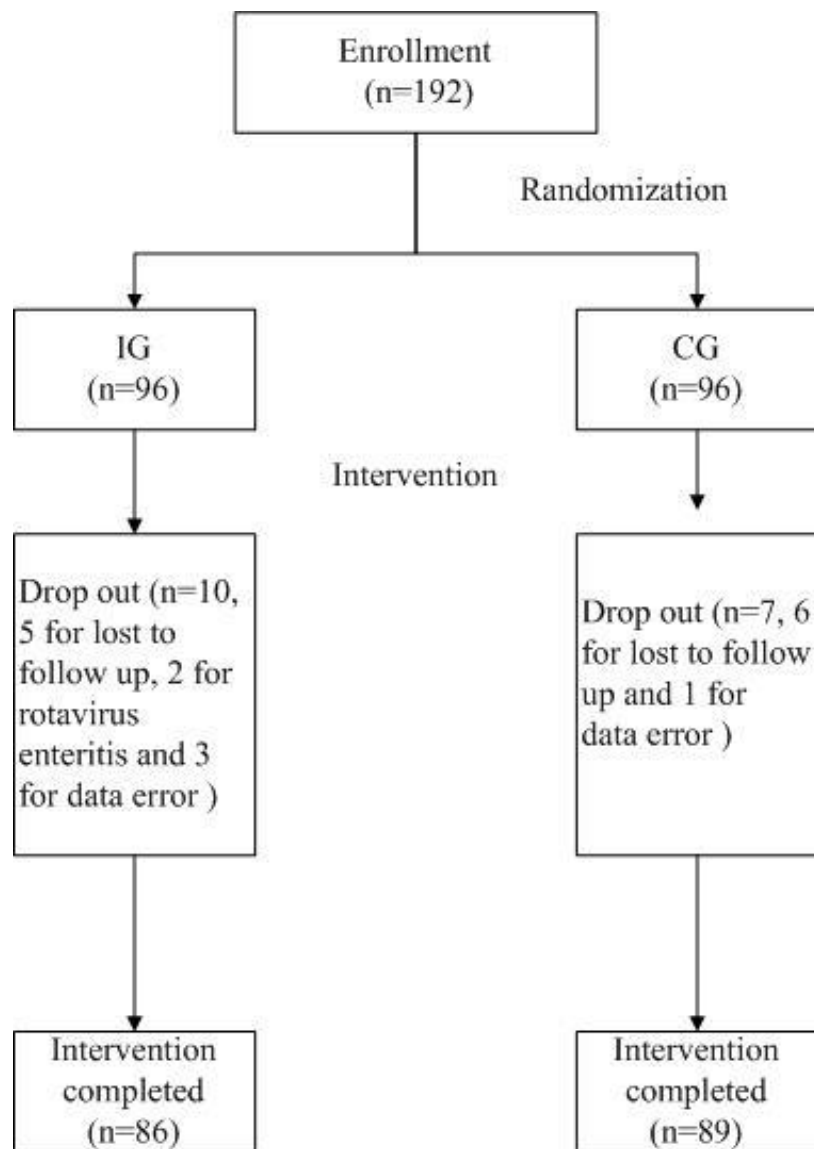 Enrollment
(n=192)
Randomization
IG
(n=96)
CG
(n=96)
Intervention
Drop out (n=10,
5 for lost to
follow up, 2 for
rotavirus
enteritis and 3
for data error )
Drop out (n=7, 6
for lost to follow
up and 1 for
data error )
Intervention
completed
(n=86)
Intervention
completed
(n=89)